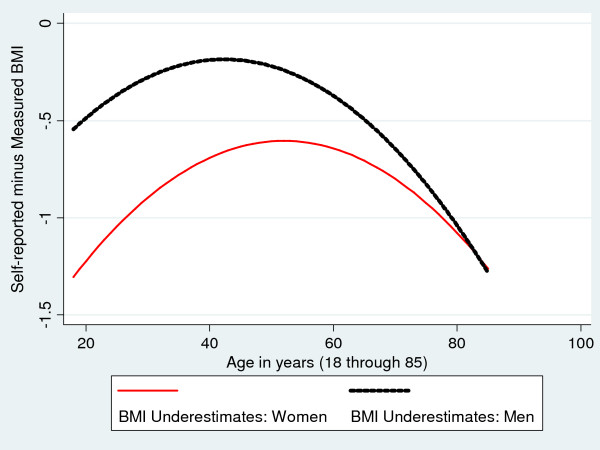 Self-reported minus Measured BMI
0
-.5
-1
-1.5
20 40 60 80 100
Age in years (18 through 85)
BMI Underestimates: Women BMI Underestimates: Men